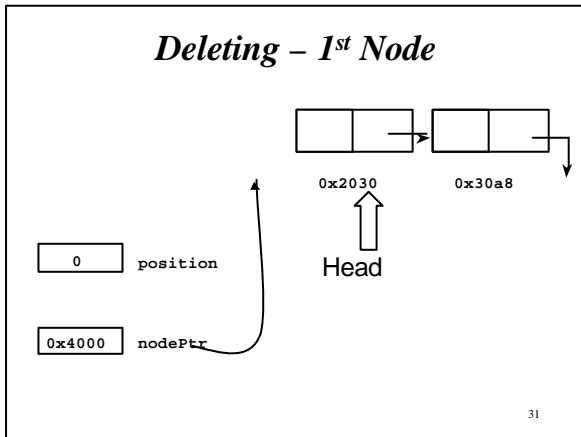 Deleting – 1st Node
0x2030 0x30a8
Head
0 position
0x4000 nodePtr
31